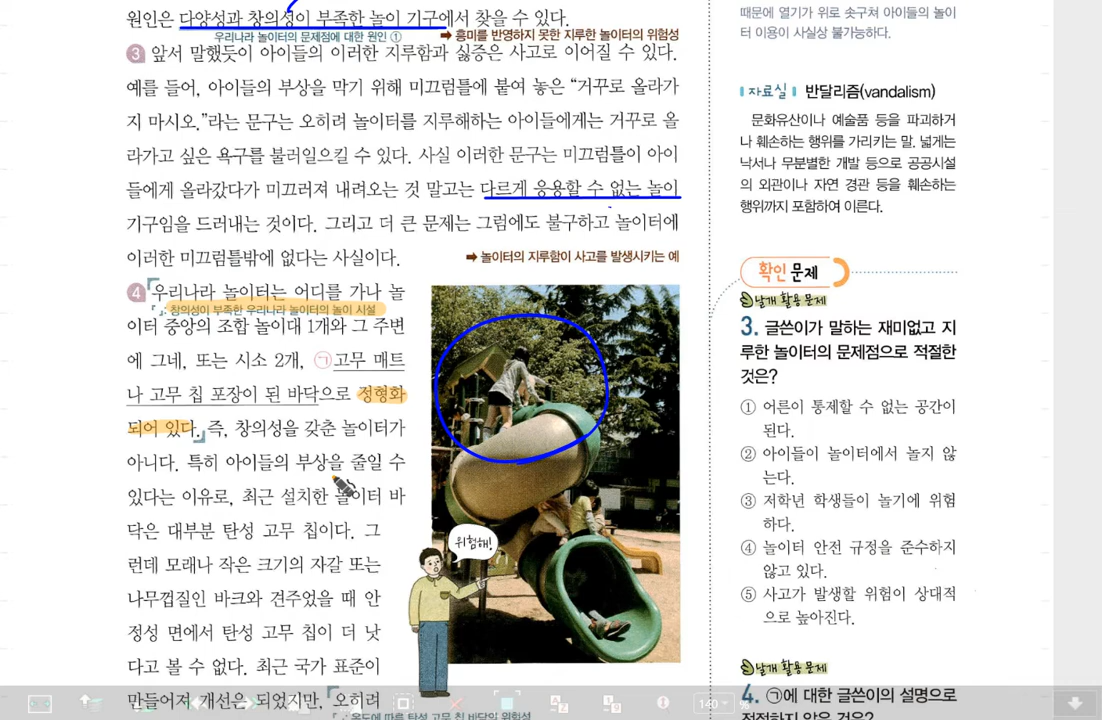 원인은 다양성과 창의성이 부족한 놀이 기구에서 찾을 수 있다.
우리나라 놀이터의 문제점에 대한 원인 ①
➡ 흥미를 반영하지 못한 지루한 놀이터의 위험성
3 앞서 말했듯이 아이들의 이러한 지루함과 싫증은 사고로 이어질 수 있다.
예를 들어, 아이들의 부상을 막기 위해 미끄럼틀에 붙여 놓은 “거꾸로 올라가
지 마시오.”라는 문구는 오히려 놀이터를 지루해하는 아이들에게는 거꾸로 올
라가고 싶은 욕구를 불러일으킬 수 있다. 사실 이러한 문구는 미끄럼틀이 아이
들에게 올라갔다가 미끄러져 내려오는 것 말고는 다르게 응용할 수 없는 놀이
기구임을 드러내는 것이다. 그리고 더 큰 문제는 그럼에도 불구하고 놀이터에
이러한 미끄럼틀밖에 없다는 사실이다.
➡ 놀이터의 지루함이 사고를 발생시키는 예
4 「우리나라 놀이터는 어디를 가나 놀
「」: 창의성이 부족한 우리나라 놀이터의 놀이 시설
이터 중앙의 조합 놀이대 1개와 그 주변
에 그네, 또는 시소 2개, ㉠고무 매트
나 고무 칩 포장이 된 바닥으로 정형화
되어 있다.」 즉, 창의성을 갖춘 놀이터가
아니다. 특히 아이들의 부상을 줄일 수
있다는 이유로, 최근 설치한 놀이터 바
닥은 대부분 탄성 고무 칩이다. 그
런데 모래나 작은 크기의 자갈 또는
나무껍질인 바크와 견주었을 때 안
정성 면에서 탄성 고무 칩이 더 낫
다고 볼 수 없다. 최근 국가 표준이
만들어져 개선은 되었지만, 「오히려
위험해!
때문에 열기가 위로 솟구쳐 아이들의 놀이
터 이용이 사실상 불가능하다.
자료실 반달리즘(vandalism)
문화유산이나 예술품 등을 파괴하거
나 훼손하는 행위를 가리키는 말. 넓게는
낙서나 무분별한 개발 등으로 공공시설
의 외관이나 자연 경관 등을 훼손하는
행위까지 포함하여 이른다.
확인 문제
날개 활용 문제
3. 글쓴이가 말하는 재미없고 지
루한 놀이터의 문제점으로 적절한
것은?
① 어른이 통제할 수 없는 공간이
된다.
② 아이들이 놀이터에서 놀지 않
는다.
③ 저학년 학생들이 놀기에 위험
하다.
④ 놀이터 안전 규정을 준수하지
않고 있다.
⑤ 사고가 발생할 위험이 상대적
으로 높아진다.
날개 활용 문제
4. ㉠에 대한 글쓴이의 설명으로
140 %